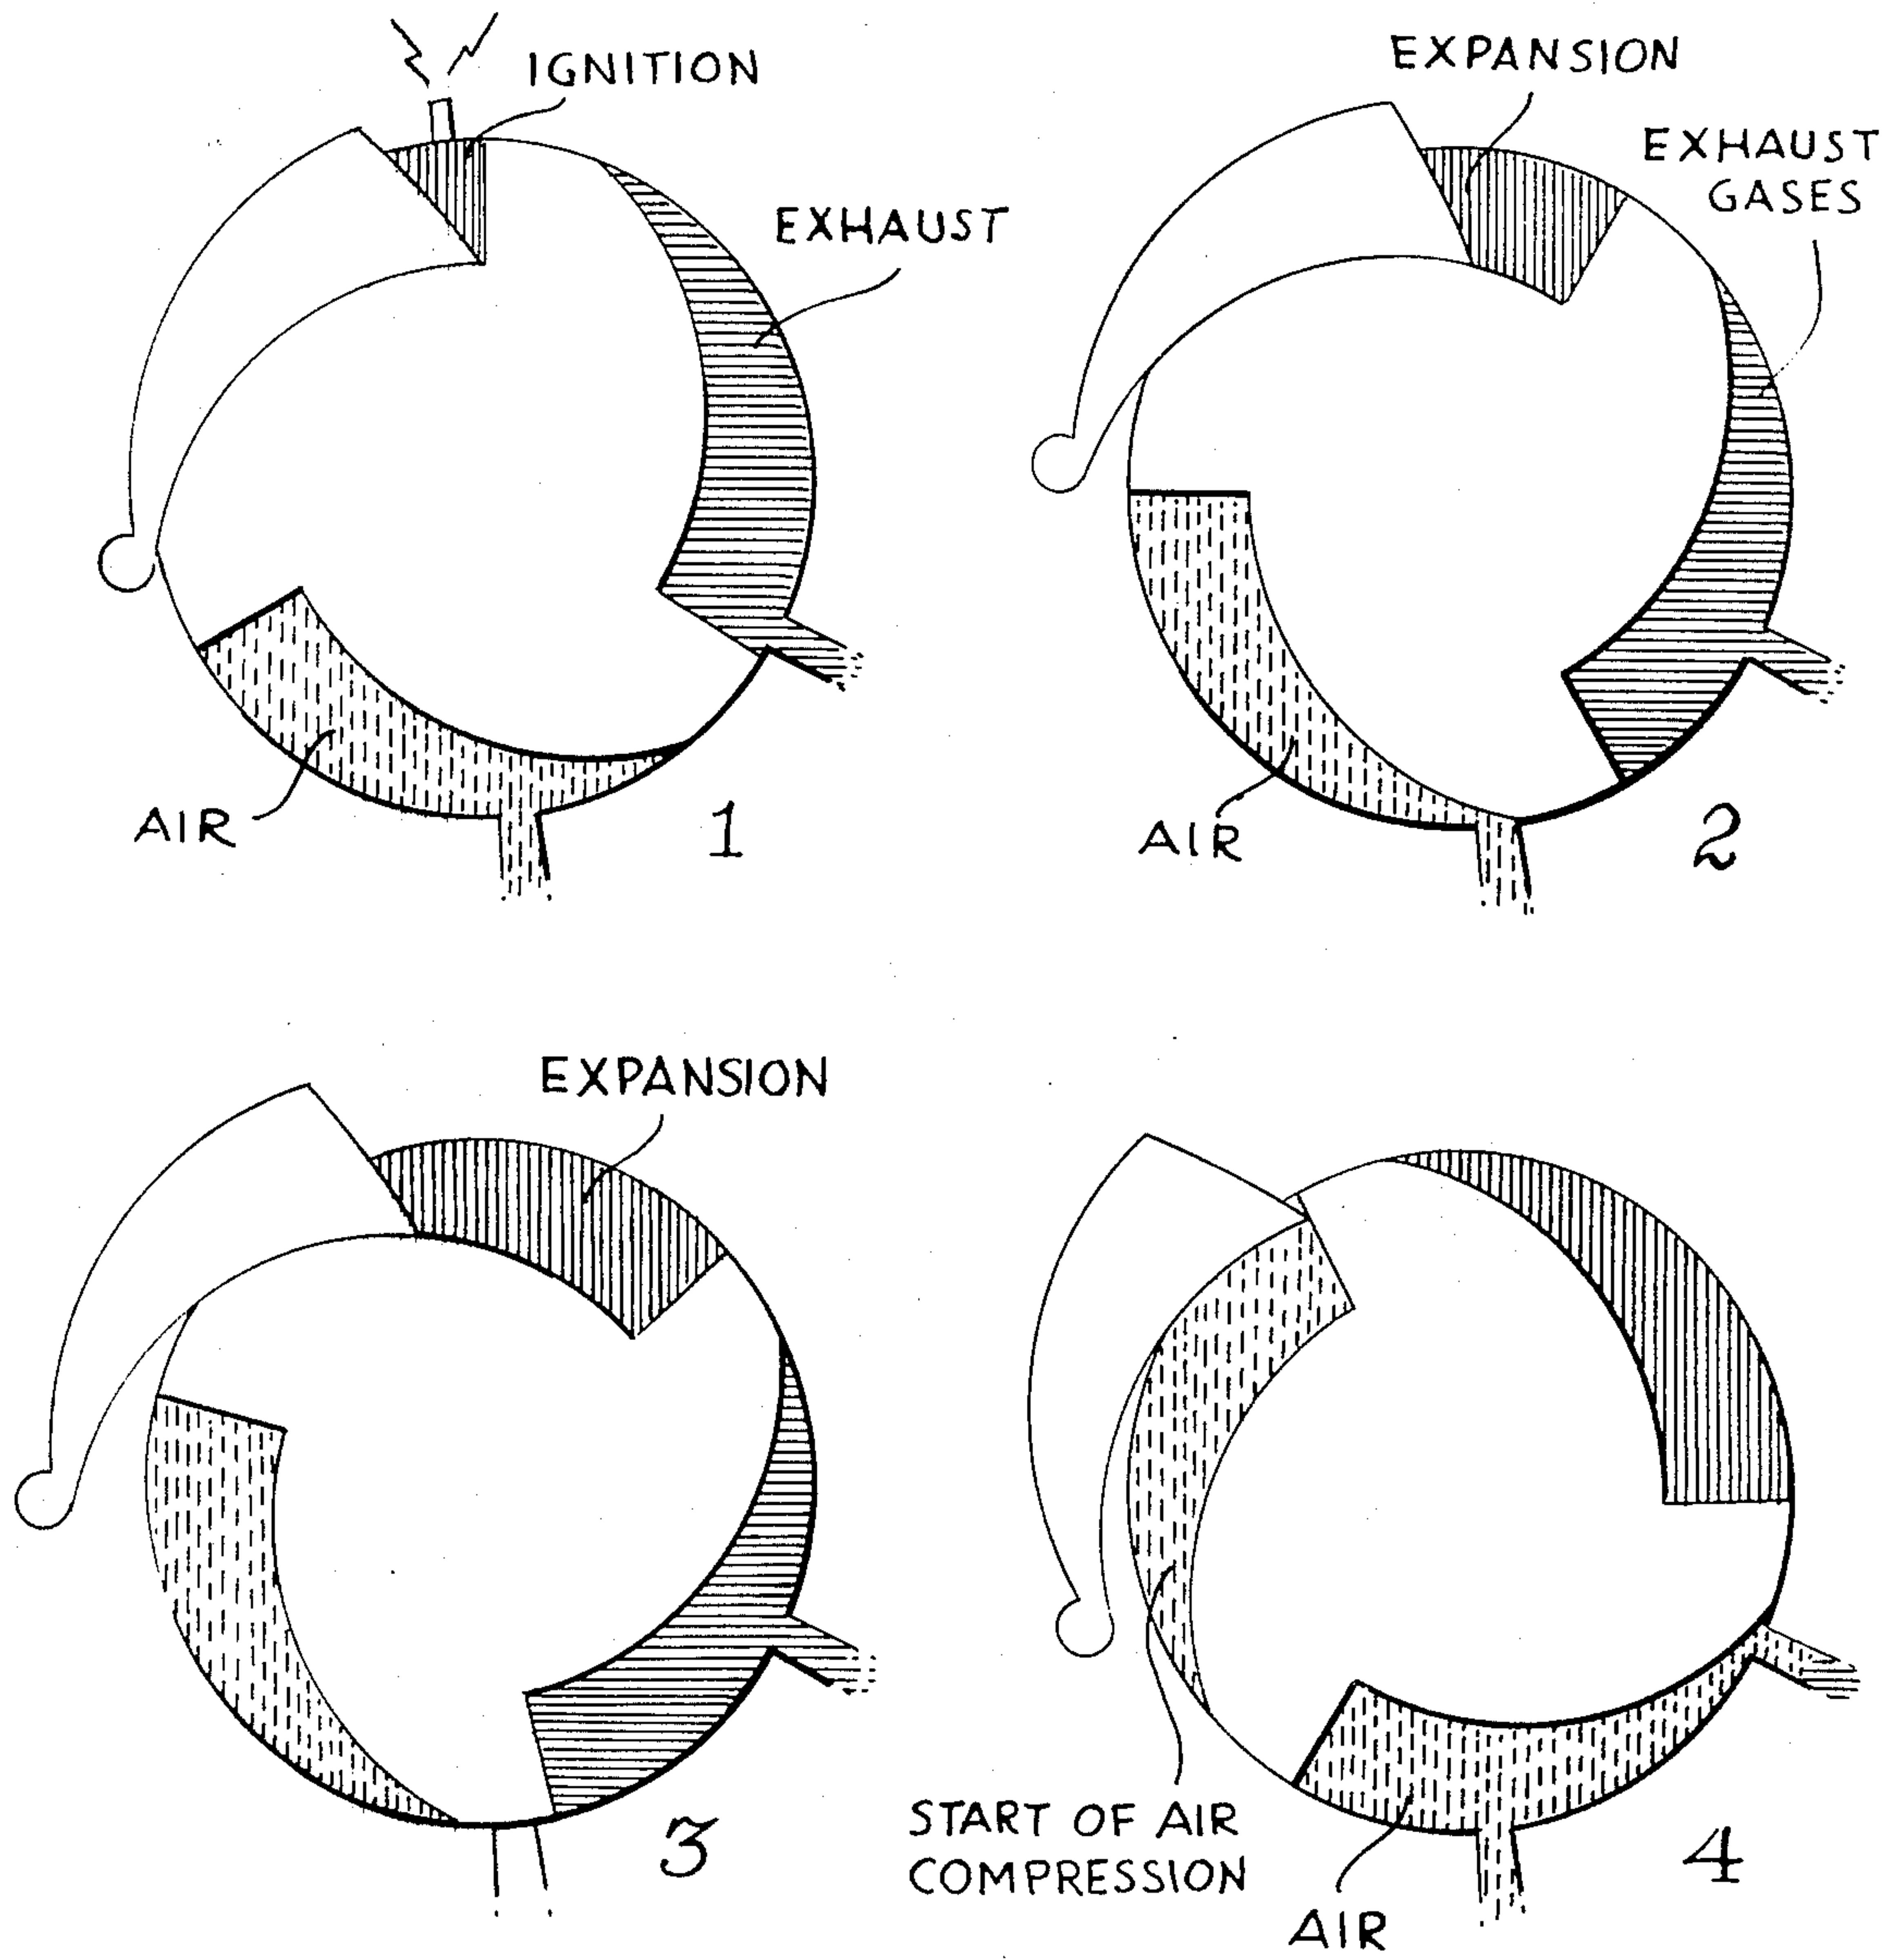 IGNITION
EXHAUST
AIR
1
EXPANSION
EXHAUST
GASES
AIR
2
EXPANSION
3
START OF AIR
COMPRESSION
AIR
4